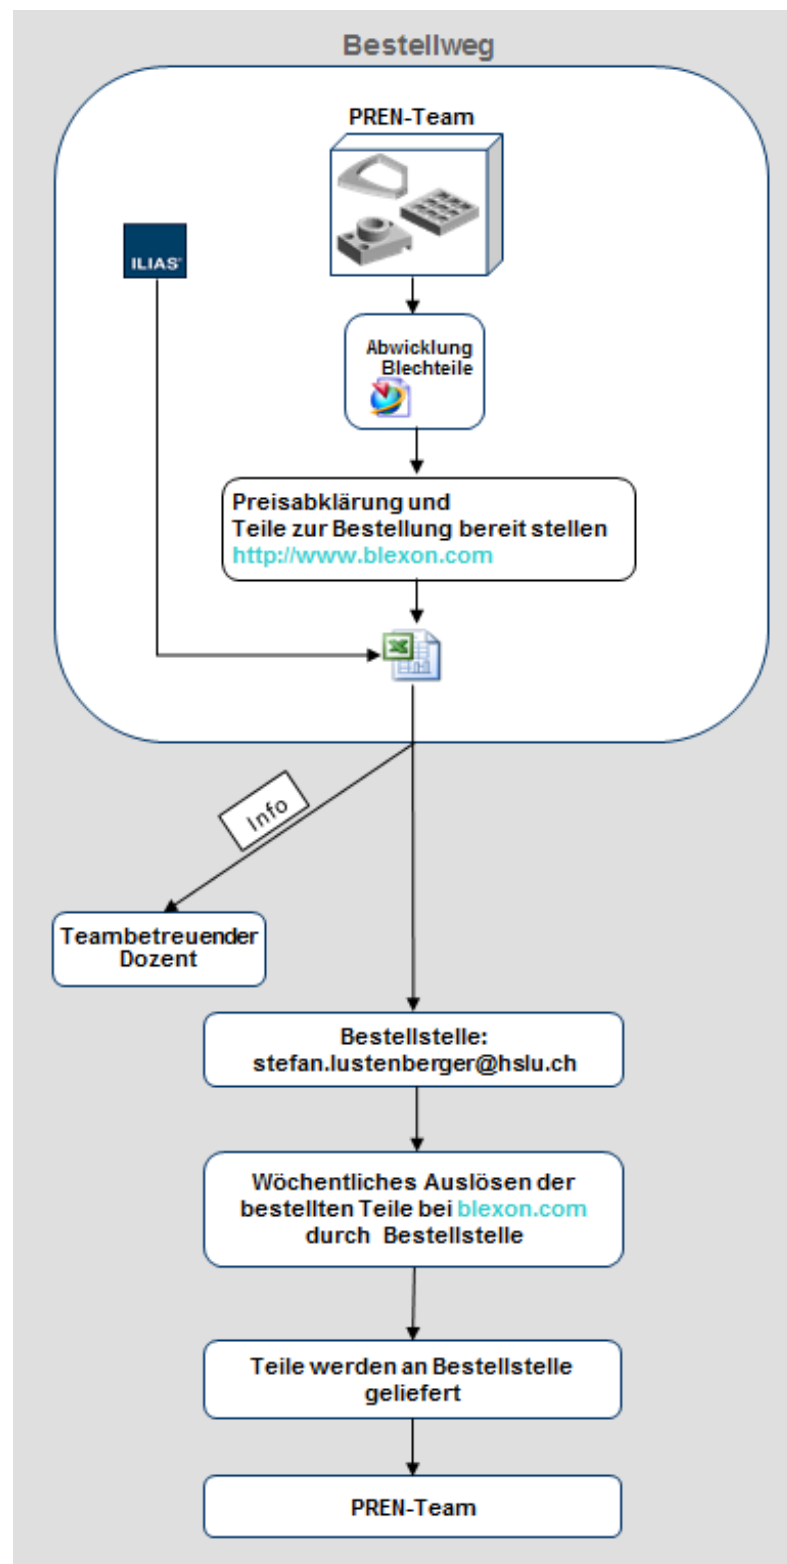 Bestellweg
PREN-Team
ILIAS
Abwicklung
Blechteile
Preisabklärung und
Teile zur Bestellung bereit stellen
http://www.blexon.com
Info
Teambetreuender
Dozent
Bestellstelle:
stefan.lustenberger@hslu.ch
Wöchentliches Auslösen der
bestellten Teile bei blexon.com
durch Bestellstelle
Teile werden an Bestellstelle
geliefert
PREN-Team